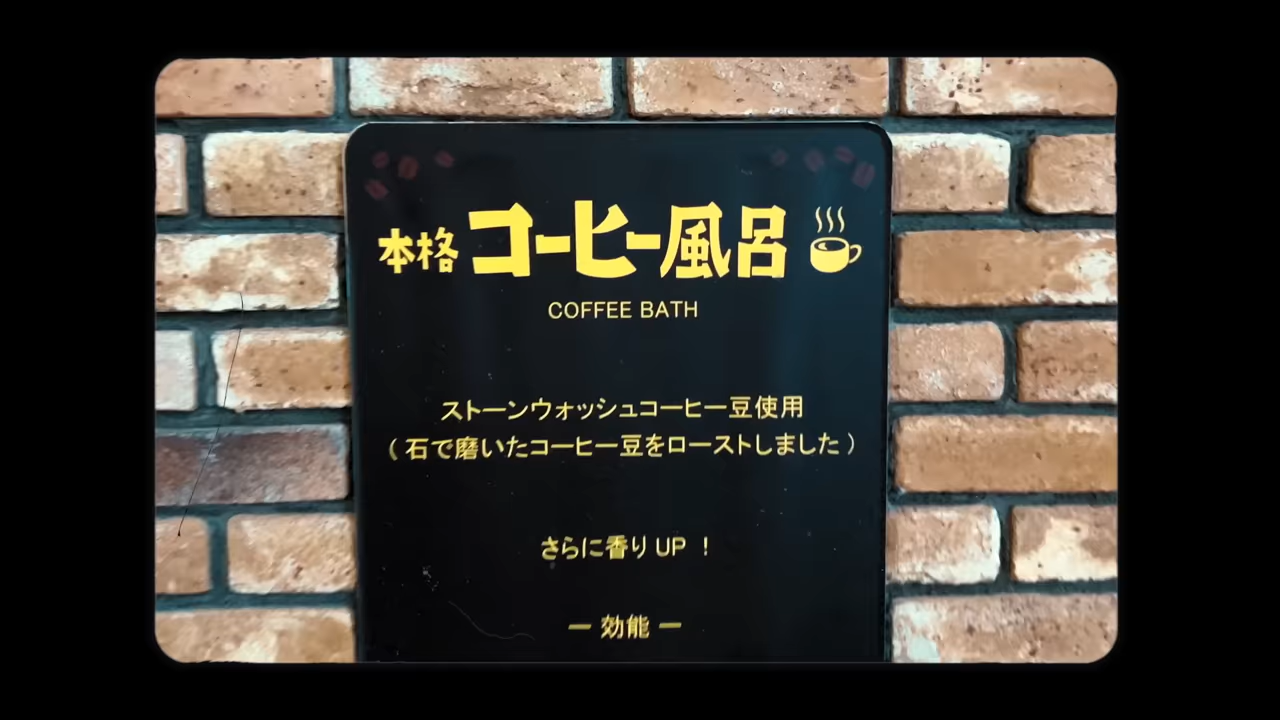 本格コーヒー風呂
COFFEE BATH
ストーンウォッシュコーヒー豆使用
（石で磨いたコーヒー豆をローストしました）
さらに香りUP！
ー 効能 ー